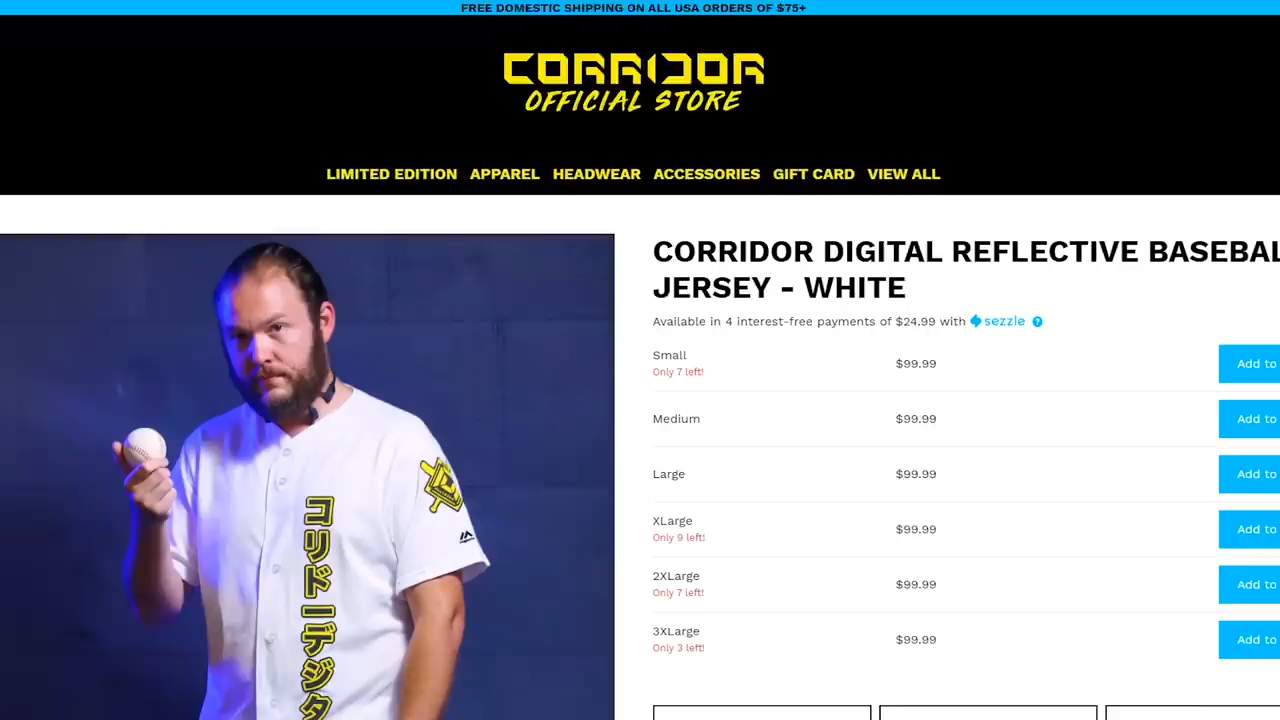 FREE DOMESTIC SHIPPING ON ALL USA ORDERS OF $75+
CORRIDOR
OFFICIAL STORE
LIMITED EDITION APPAREL HEADWEAR ACCESSORIES GIFT CARD VIEW ALL
CORRIDOR DIGITAL REFLECTIVE BASEBAL
JERSEY - WHITE
Available in 4 interest-free payments of $24.99 with sezzle ?
Small $99.99 Add to
Only 7 left!
Medium $99.99 Add to
Large $99.99 Add to
XLarge $99.99 Add to
Only 9 left!
2XLarge $99.99 Add to
Only 7 left!
3XLarge $99.99 Add to
Only 3 left!
コリドーデジタ